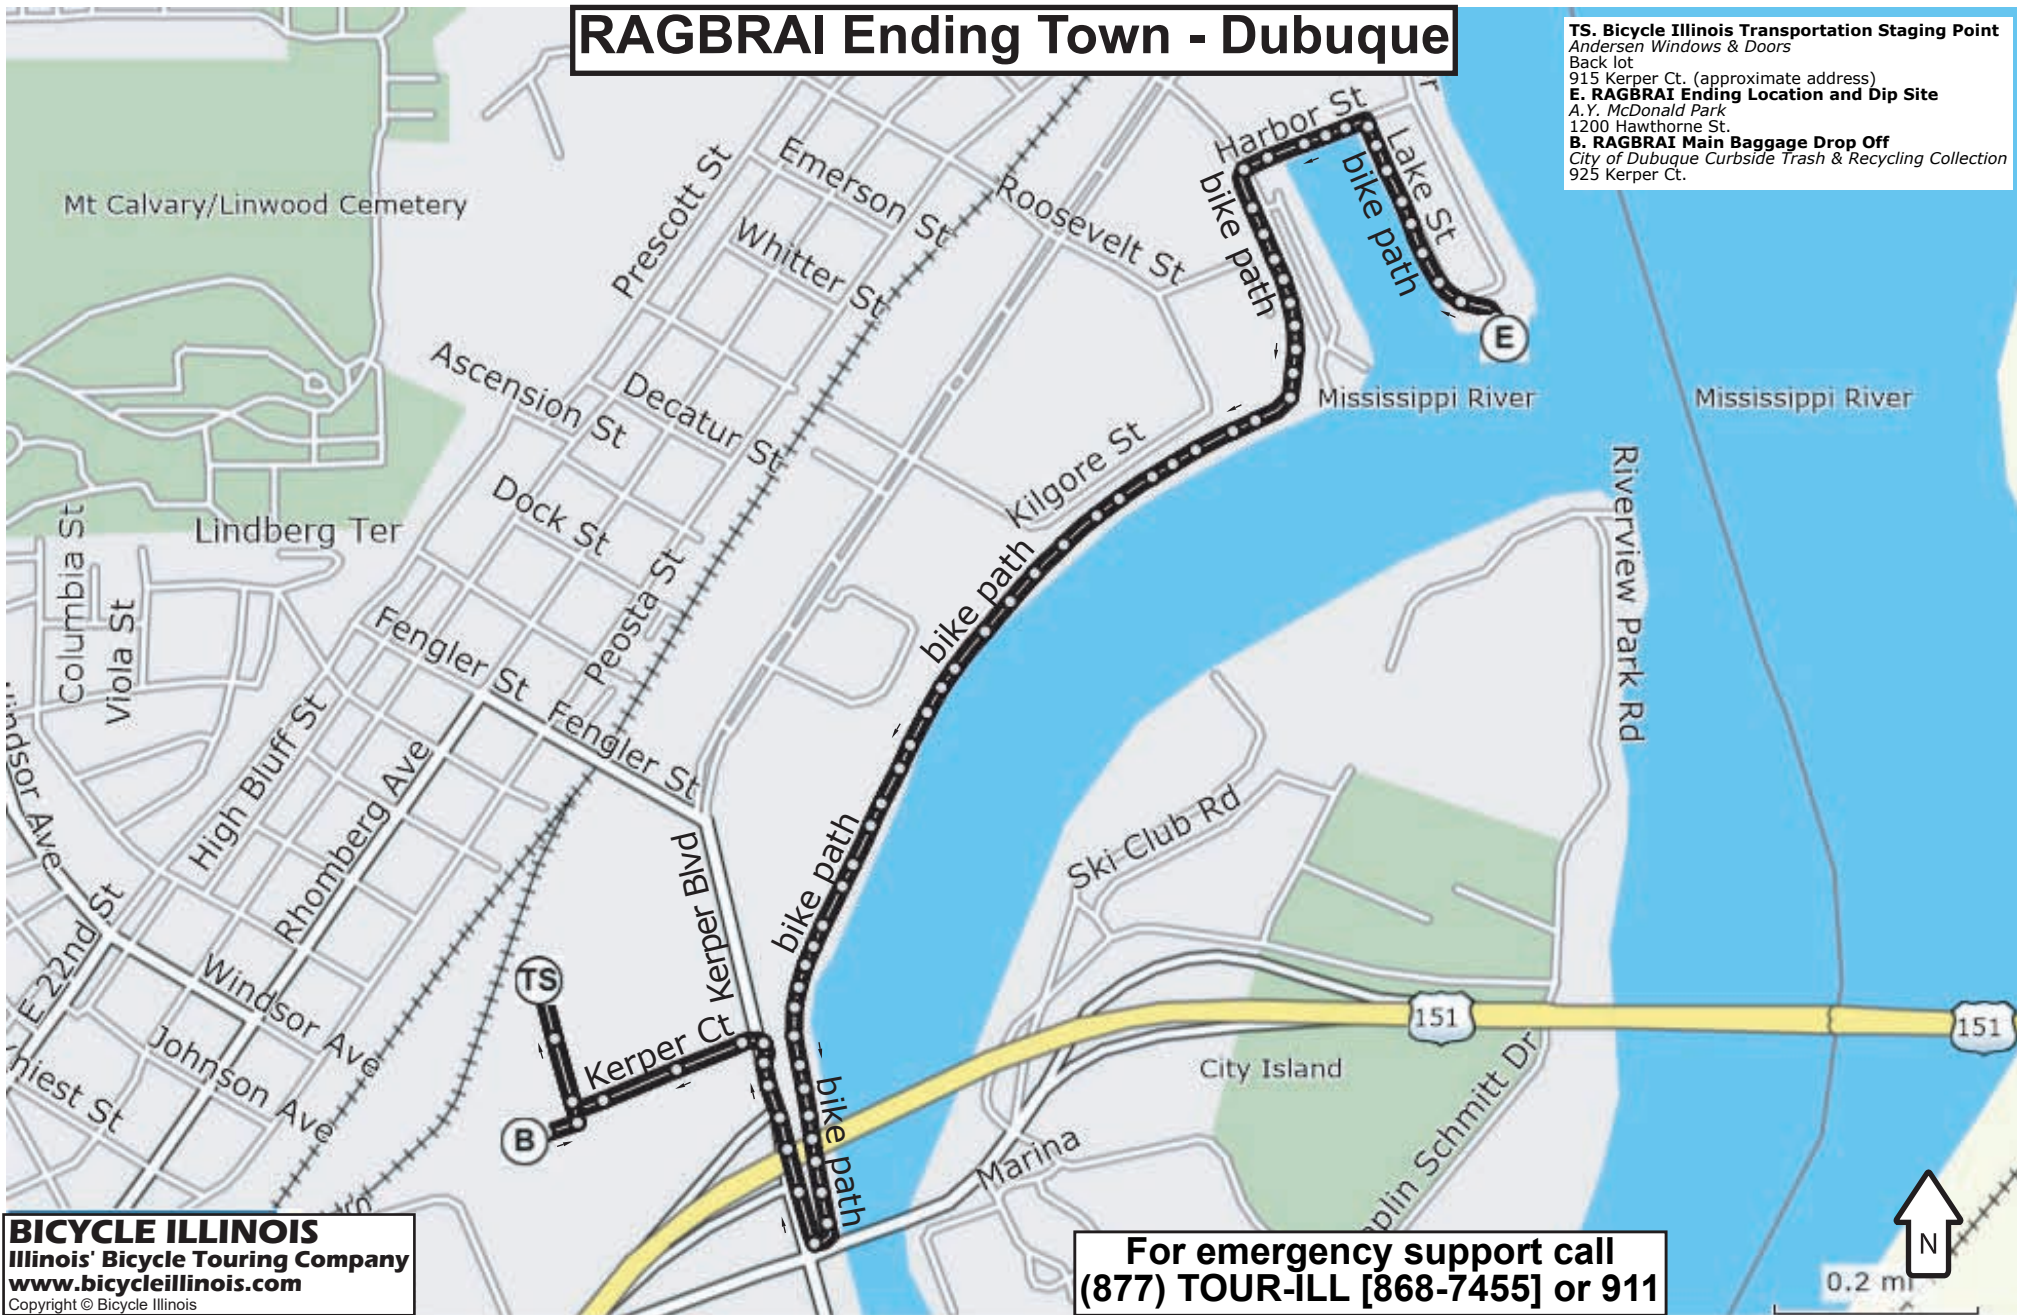 RAGBRAI Ending Town - Dubuque
TS. Bicycle Illinois Transportation Staging Point
Andersen Windows & Doors
Back lot
915 Kerper Ct. (approximate address)
E. RAGBRAI Ending Location and Dip Site
A.Y. McDonald Park
1200 Hawthorne St.
B. RAGBRAI Main Baggage Drop Off
City of Dubuque Curbside Trash & Recycling Collection
925 Kerper Ct.
Harbor St
Lake St
bike path
bike path
Emerson St
Roosevelt St
Prescott St
Whitter St
Mt Calvary/Linwood Cemetery
E
Mississippi River
Mississippi River
Ascension St
Decatur St
Kilgore St
Dock St
Lindberg Ter
Columbia St
Viola St
Riverview Park Rd
bike path
Peosta St
Fengler St
Fengler St
High Bluff St
Rhomberg Ave
Kerper Blvd
bike path
Ski Club Rd
E 22nd St
Windsor Ave
Johnson Ave
TS
Kerper Ct
Kerper
B
bike path
151
151
City Island
Marina
BICYCLE ILLINOIS
Illinois' Bicycle Touring Company
www.bicycleillinois.com
Copyright © Bicycle Illinois
For emergency support call
(877) TOUR-ILL [868-7455] or 911
N
0.2 mi